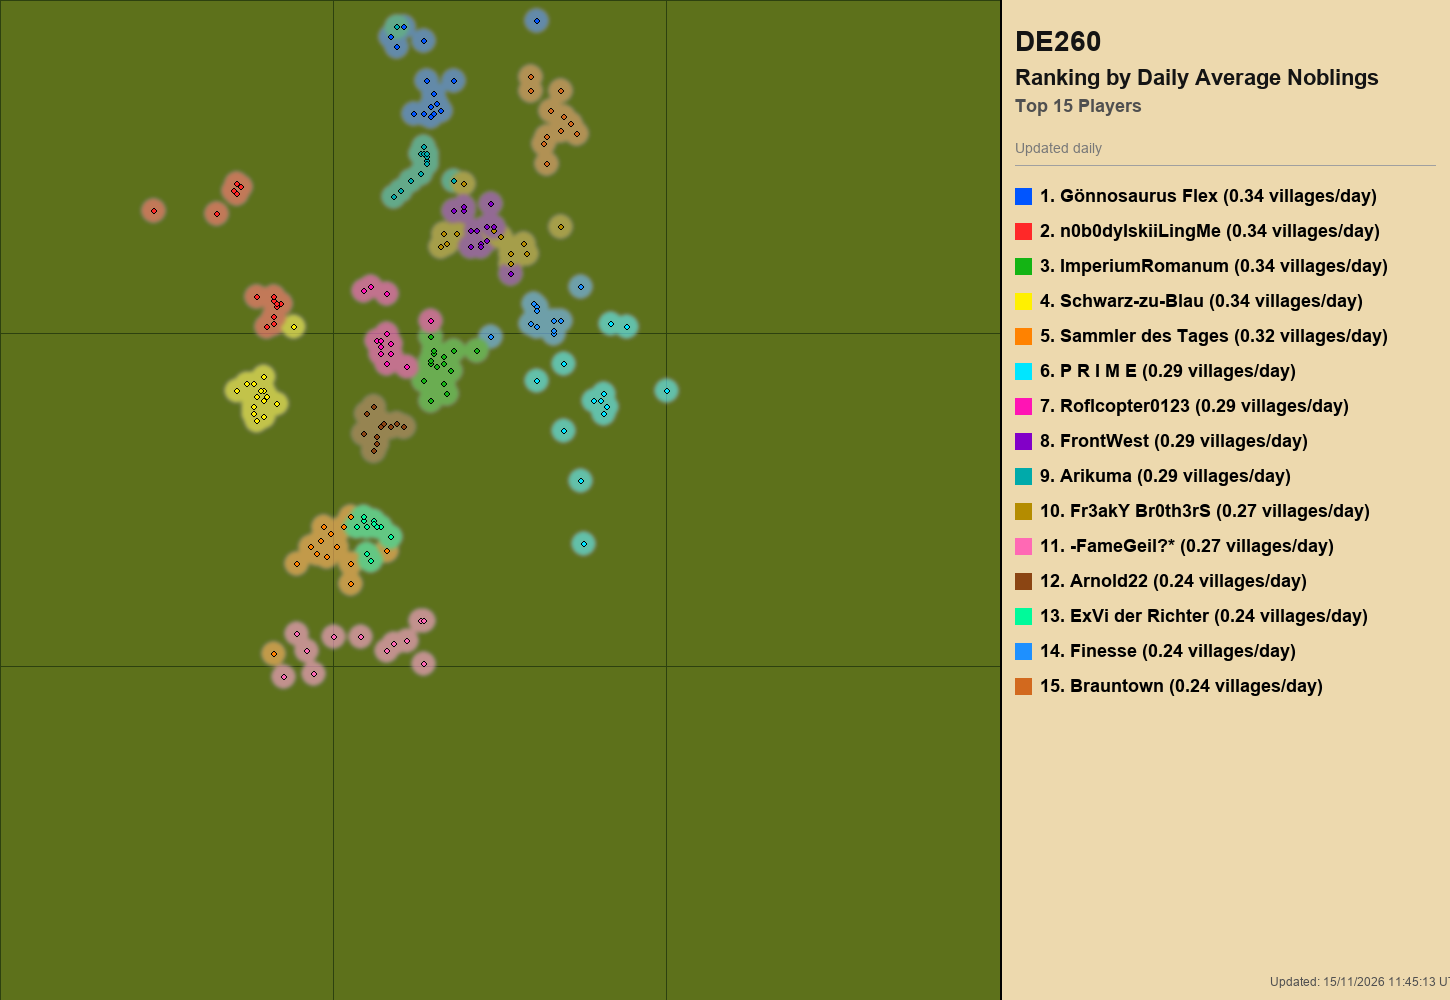 DE260
Ranking by Daily Average Noblings
Top 15 Players
Updated daily
1. Gönnosaurus Flex (0.34 villages/day)
2. n0b0dylskiiLingMe (0.34 villages/day)
3. ImperiumRomanum (0.34 villages/day)
4. Schwarz-zu-Blau (0.34 villages/day)
5. Sammler des Tages (0.32 villages/day)
6. P R I M E (0.29 villages/day)
7. Roflcopter0123 (0.29 villages/day)
8. FrontWest (0.29 villages/day)
9. Arikuma (0.29 villages/day)
10. Fr3akY Br0th3rS (0.27 villages/day)
11. -FameGeil?* (0.27 villages/day)
12. Arnold22 (0.24 villages/day)
13. ExVi der Richter (0.24 villages/day)
14. Finesse (0.24 villages/day)
15. Brauntown (0.24 villages/day)
Updated: 15/11/2026 11:45:13